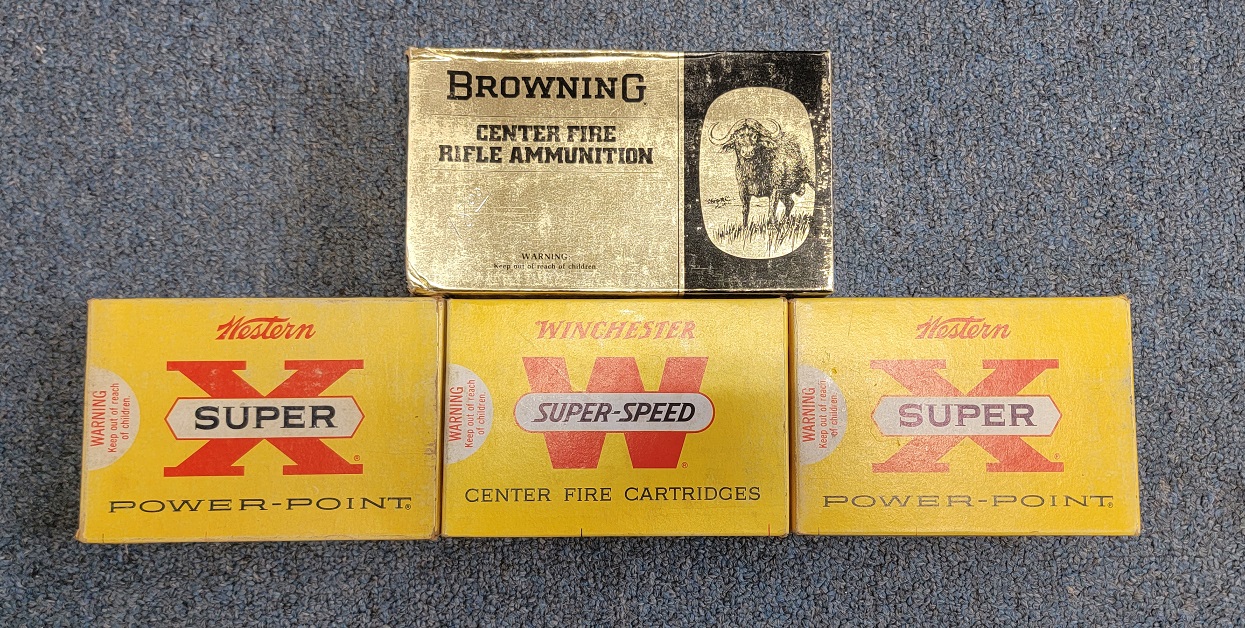 BROWNING
CENTER FIRE
RIFLE AMMUNITION
WARNING
Keep out of reach of children
Western
X
SUPER
®
POWER-POINT®
WARNING
Keep out of reach
of children.
WINCHESTER
W
SUPER-SPEED
®
CENTER FIRE CARTRIDGES
WARNING
Keep out of reach
of children.
Western
X
SUPER
®
POWER-POINT®
WARNING
Keep out of reach
of children.